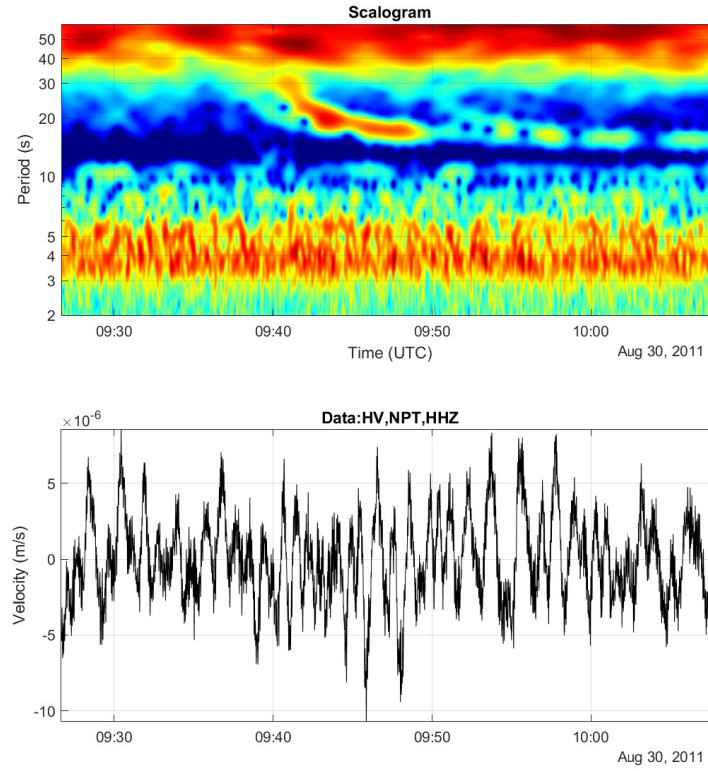 Scalogram
50
40
30
20
10
5
4
3
2
Period (s)
09:30 09:40 09:50 10:00
Time (UTC)
Aug 30, 2011
×10^-6
Data:HV,NPT,HHZ
5
0
-5
-10
Velocity (m/s)
09:30 09:40 09:50 10:00
Aug 30, 2011